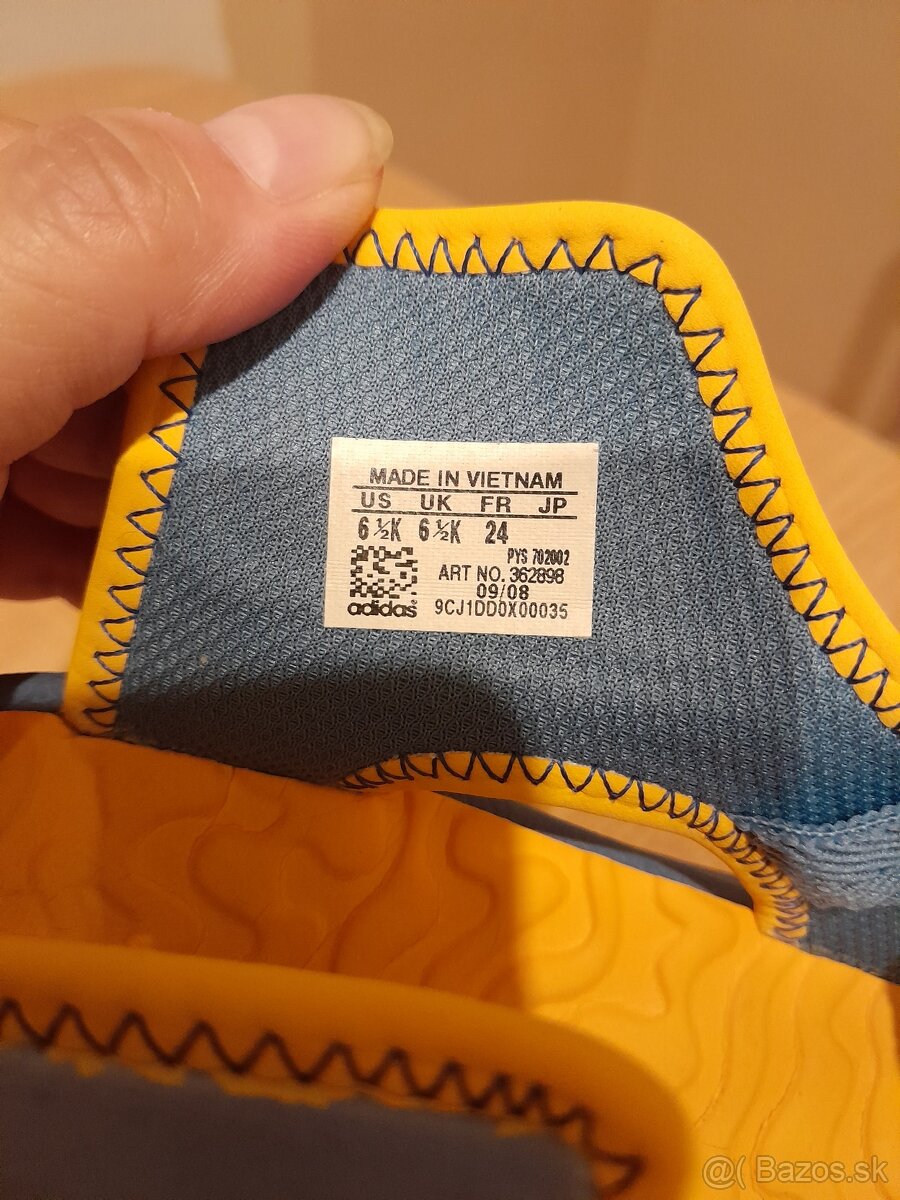 MADE IN VIETNAM
US UK FR JP
6 ½K 6 ½K 24
PYS 702002
ART NO. 362898
09/08
adidas 9CJ1DD0X00035
@( Bazos.sk